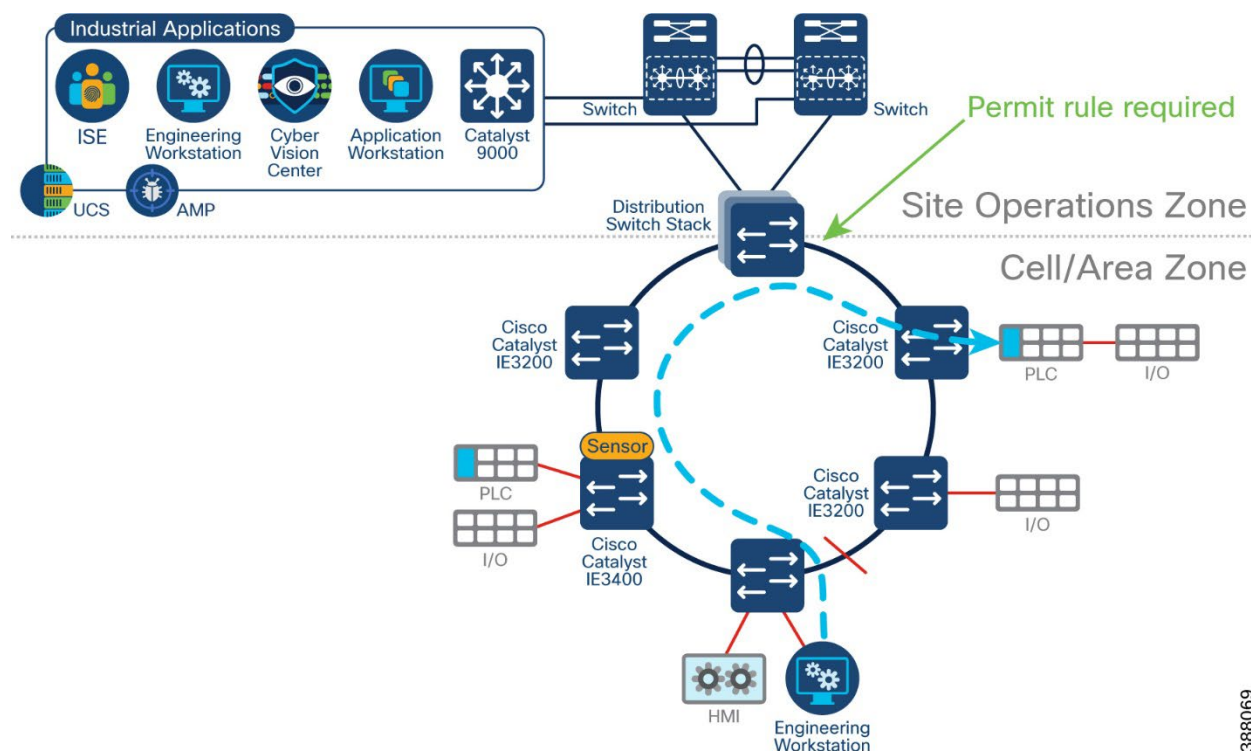 Industrial Applications
ISE
Engineering
Workstation
Cyber
Vision
Center
Application
Workstation
Catalyst
9000
UCS
AMP
Switch
Switch
Permit rule required
Distribution
Switch Stack
Site Operations Zone
Cell/Area Zone
Cisco
Catalyst
IE3200
Cisco
Catalyst
IE3200
PLC
I/O
Sensor
PLC
I/O
Cisco
Catalyst
IE3400
Cisco
Catalyst
IE3200
I/O
HMI
Engineering
Workstation
388069